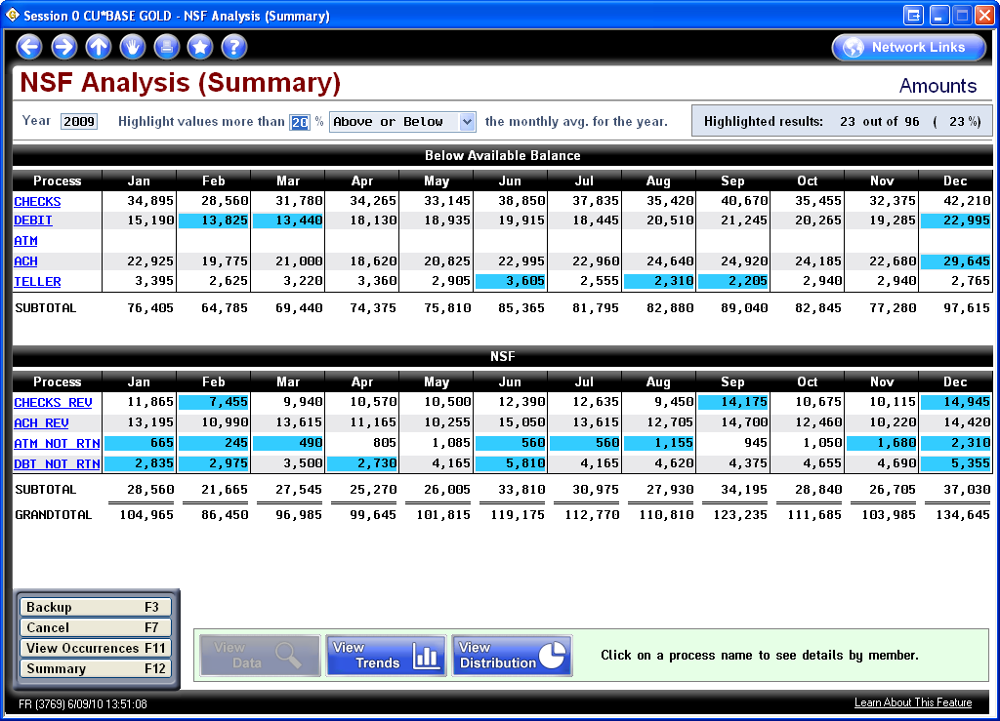 Session 0 CU*BASE GOLD - NSF Analysis (Summary)
Network Links
NSF Analysis (Summary) Amounts
Year 2009 Highlight values more than 20 % Above or Below the monthly avg. for the year. Highlighted results: 23 out of 96 ( 23 %)
Below Available Balance
Process Jan Feb Mar Apr May Jun Jul Aug Sep Oct Nov Dec
CHECKS 34,895 28,560 31,780 34,265 33,145 38,850 37,835 35,420 40,670 35,455 32,375 42,210
DEBIT 15,190 13,825 13,440 18,130 18,935 19,915 18,445 20,510 21,245 20,265 19,285 22,995
ATM
ACH 22,925 19,775 21,000 18,620 20,825 22,995 22,960 24,640 24,920 24,185 22,680 29,645
TELLER 3,395 2,625 3,220 3,360 2,905 3,605 2,555 2,310 2,205 2,940 2,940 2,765
SUBTOTAL 76,405 64,785 69,440 74,375 75,810 85,365 81,795 82,880 89,040 82,845 77,280 97,615
NSF
Process Jan Feb Mar Apr May Jun Jul Aug Sep Oct Nov Dec
CHECKS REV 11,865 7,455 9,940 10,570 10,500 12,390 12,635 9,450 14,175 10,675 10,115 14,945
ACH REV 13,195 10,990 13,615 11,165 10,255 15,050 13,615 12,705 14,700 12,460 10,220 14,420
ATM NOT RTN 665 245 490 805 1,085 560 560 1,155 945 1,050 1,680 2,310
DBT NOT RTN 2,835 2,975 3,500 2,730 4,165 5,810 4,165 4,620 4,375 4,655 4,690 5,355
SUBTOTAL 28,560 21,665 27,545 25,270 26,005 33,810 30,975 27,930 34,195 28,840 26,705 37,030
GRANDTOTAL 104,965 86,450 96,985 99,645 101,815 119,175 112,770 110,810 123,235 111,685 103,985 134,645
Backup F3
Cancel F7
View Occurrences F11
Summary F12
View Data
View Trends
View Distribution
Click on a process name to see details by member.
FR (3769) 6/09/10 13:51:08
Learn About This Feature